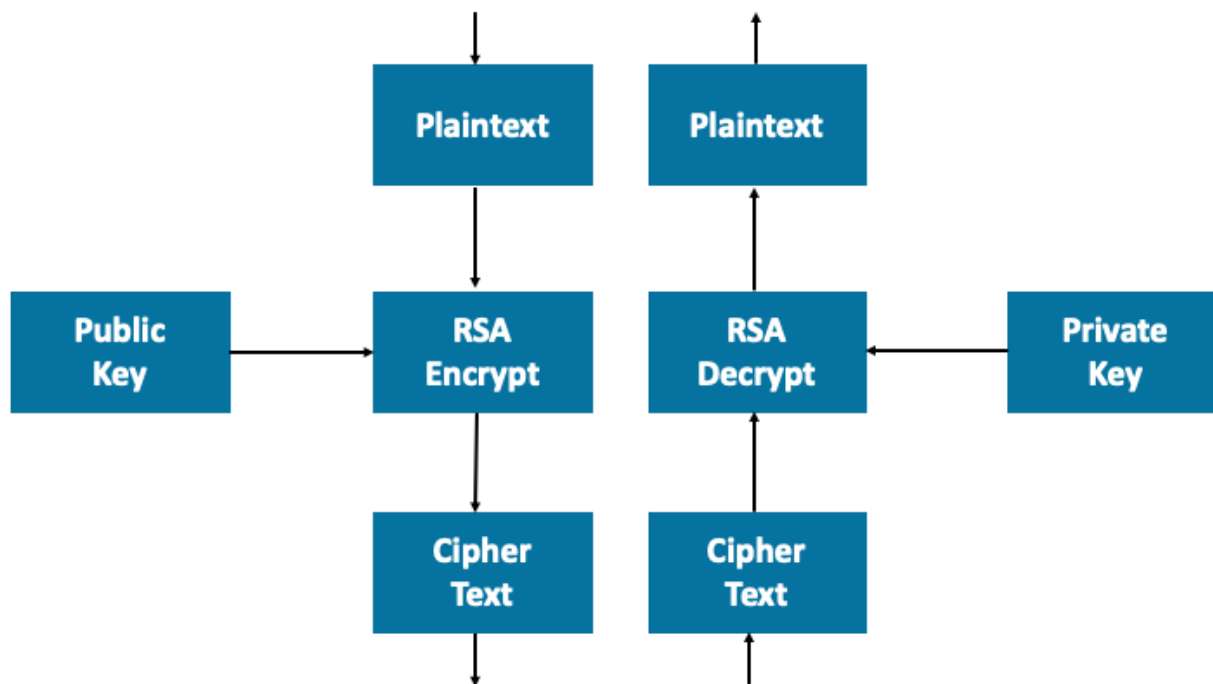 Plaintext
Plaintext
Public
Key
RSA
Encrypt
RSA
Decrypt
Private
Key
Cipher
Text
Cipher
Text